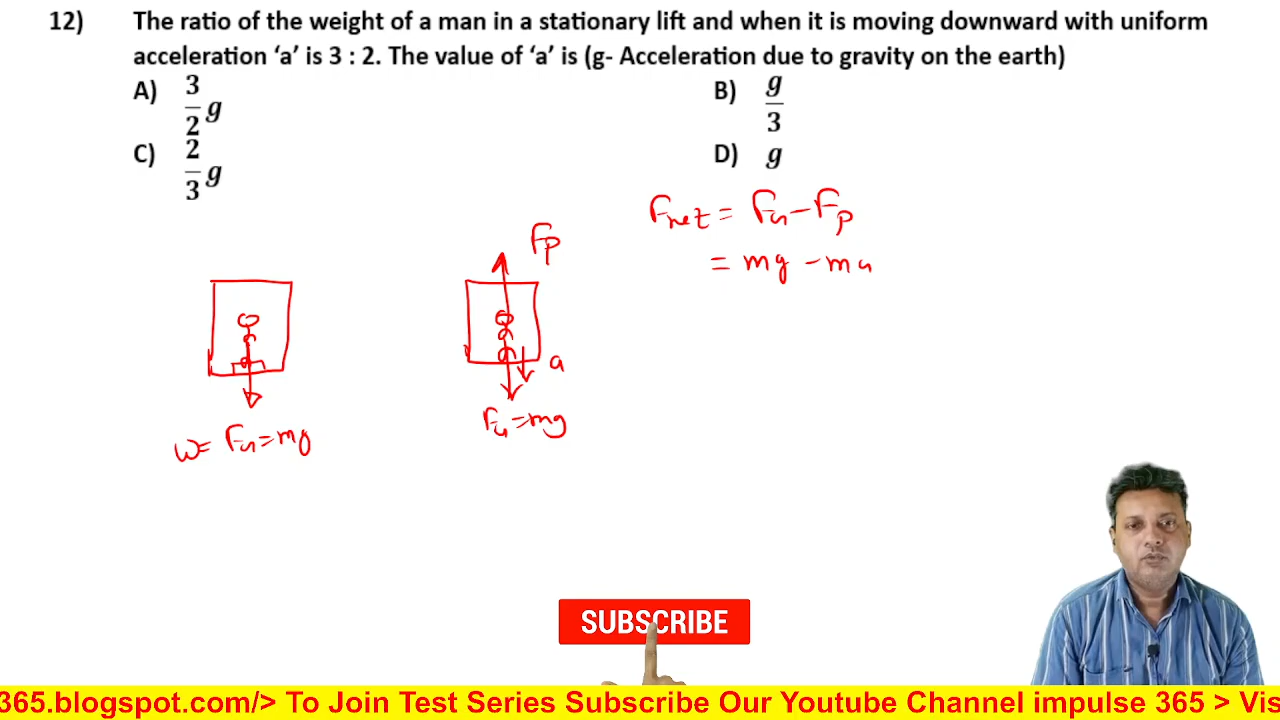 12) The ratio of the weight of a man in a stationary lift and when it is moving downward with uniform
acceleration ‘a’ is 3 : 2. The value of ‘a’ is (g- Acceleration due to gravity on the earth)
A) 3/2 g B) g/3
C) 2/3 g D) g
Fnet = Fg - Fp
= mg - ma
Fp
a
Fg = mg
W = Fg = mg
SUBSCRIBE
365.blogspot.com/> To Join Test Series Subscribe Our Youtube Channel impulse 365 > Vis